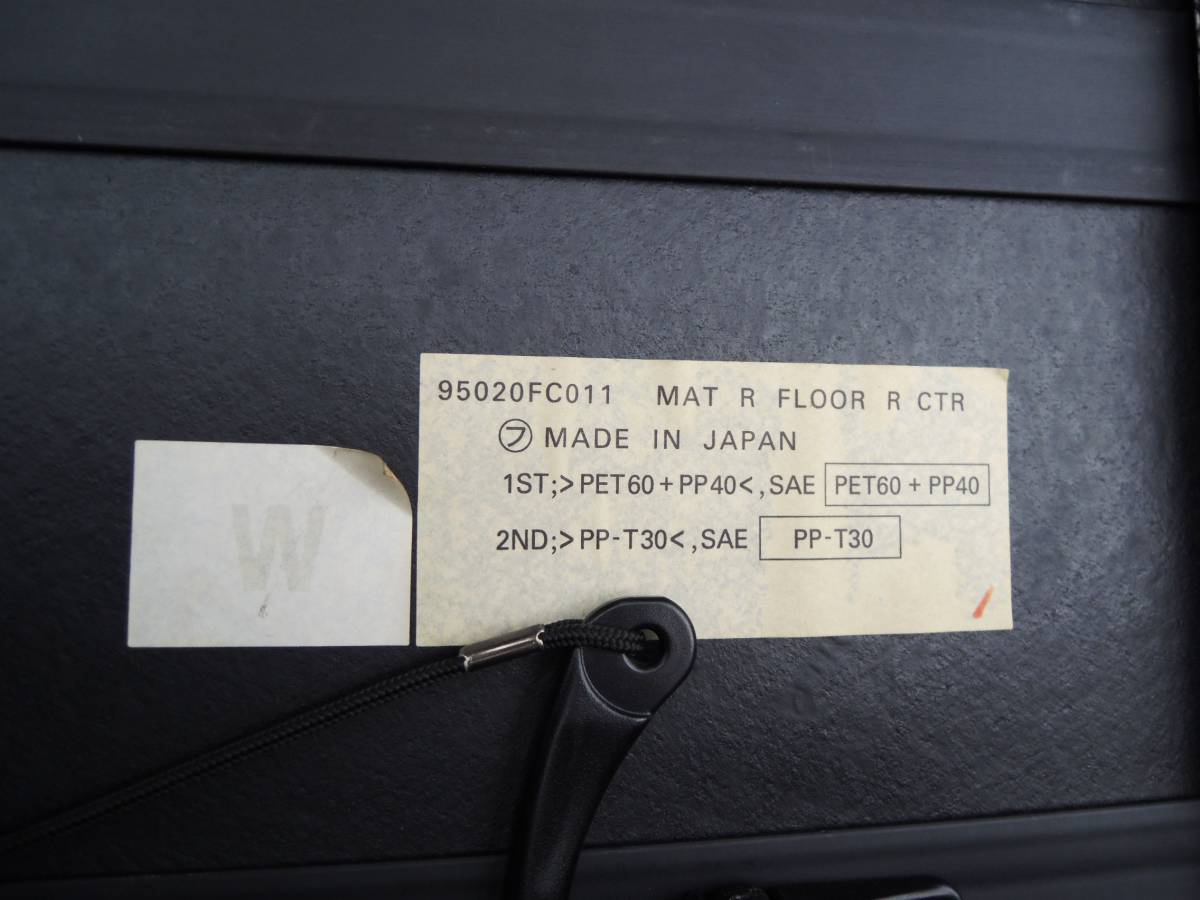 95020FC011 MAT R FLOOR R CTR
㋫ MADE IN JAPAN
1ST;>PET60+PP40<,SAE PET60+PP40
2ND;>PP-T30<,SAE PP-T30
W